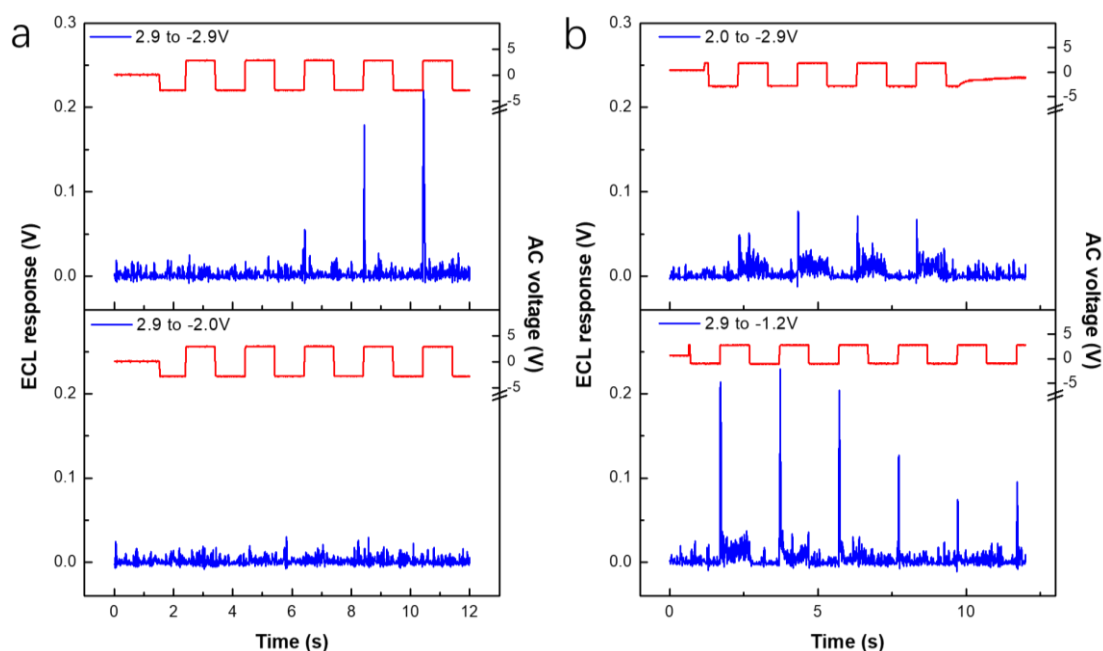 a
2.9 to -2.9V
0.3
0.2
0.1
0.0
5
0
-5
2.9 to -2.0V
0.2
0.1
0.0
5
0
-5
ECL response (V)
AC voltage (V)
0 2 4 6 8 10 12
Time (s)
b
2.0 to -2.9V
0.3
0.2
0.1
0.0
5
0
-5
2.9 to -1.2V
0.2
0.1
0.0
5
0
-5
ECL response (V)
AC voltage (V)
0 5 10
Time (s)